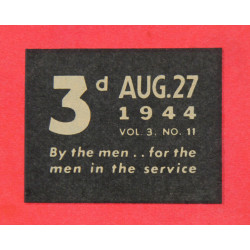 3d AUG.27
1944
VOL. 3. NO. 11
By the men . . for the
men in the service